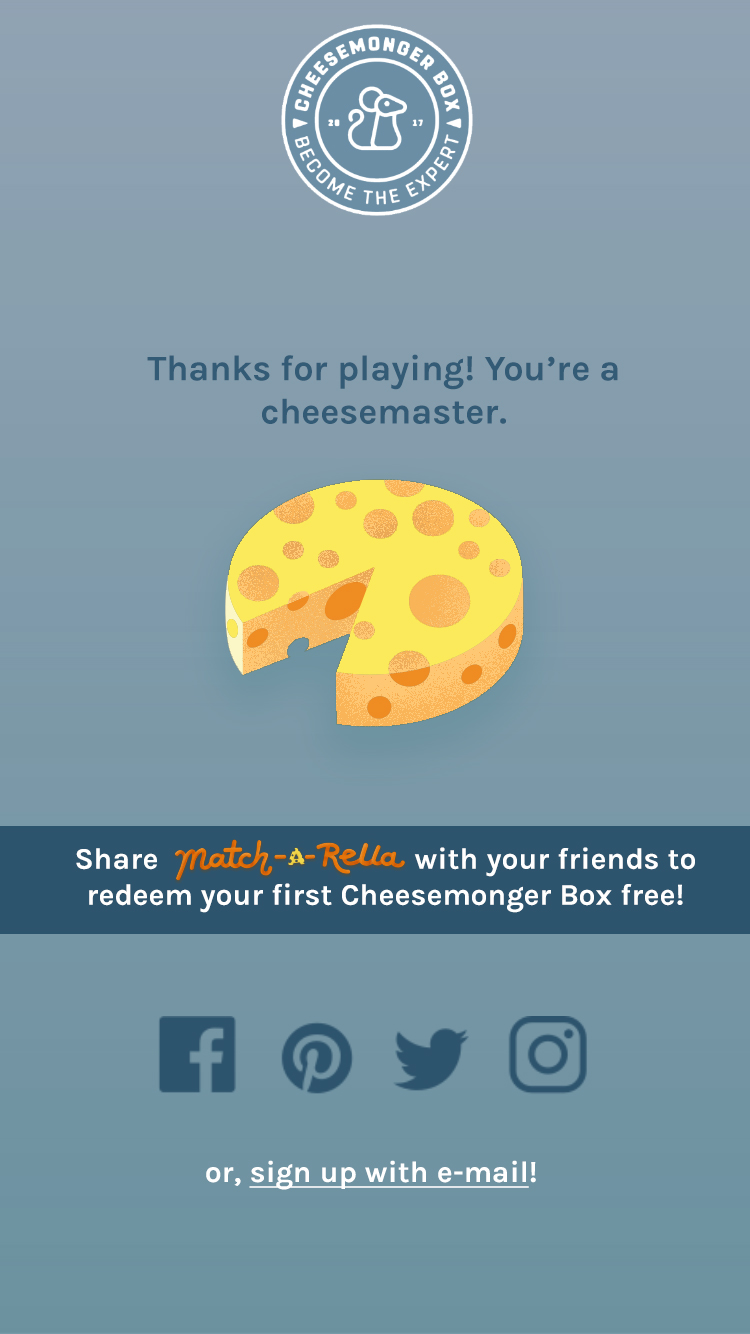 CHEESEMONGER BOX
20 17
BECOME THE EXPERT
Thanks for playing! You’re a
cheesemaster.
Share Match-A-Rella with your friends to
redeem your first Cheesemonger Box free!
or, sign up with e-mail!